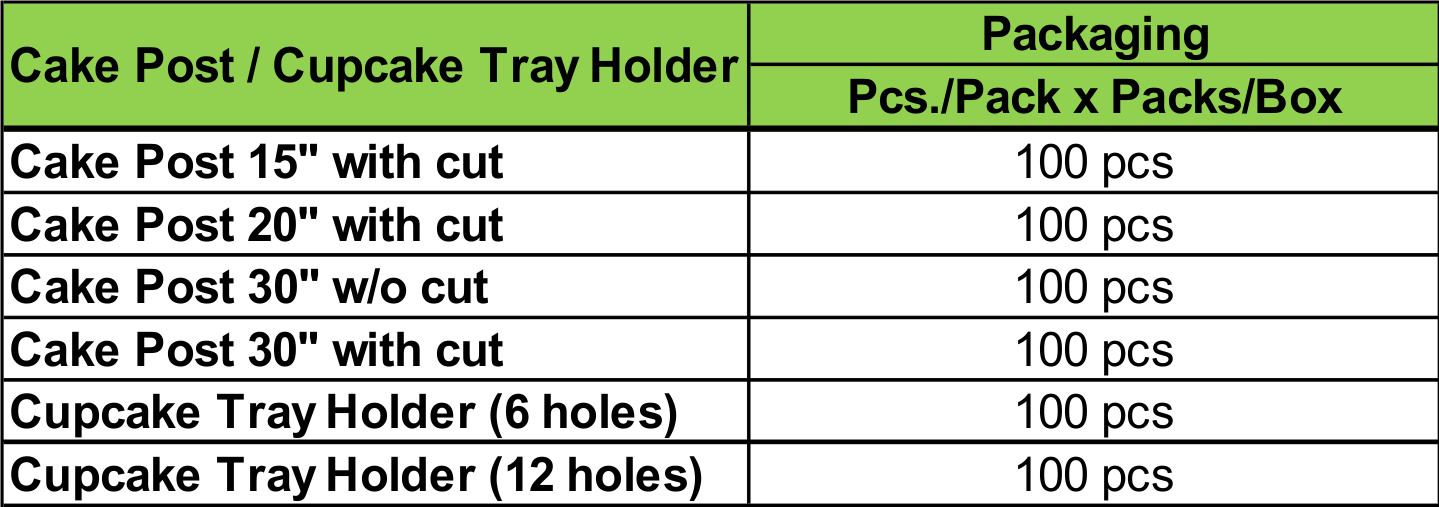 Cake Post / Cupcake Tray Holder
Packaging
Pcs./Pack x Packs/Box
Cake Post 15" with cut 100 pcs
Cake Post 20" with cut 100 pcs
Cake Post 30" w/o cut 100 pcs
Cake Post 30" with cut 100 pcs
Cupcake Tray Holder (6 holes) 100 pcs
Cupcake Tray Holder (12 holes) 100 pcs